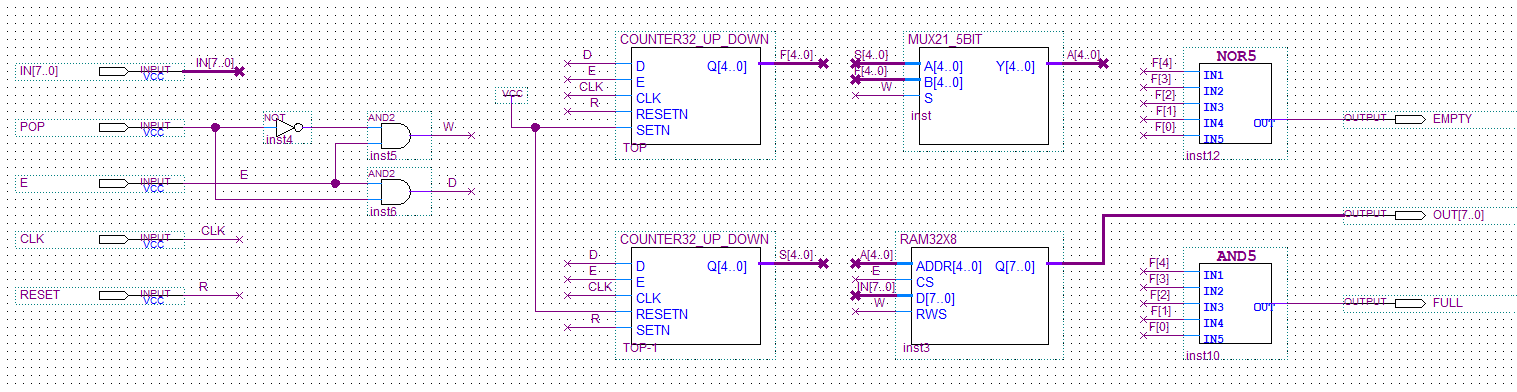 IN[7..0]
INPUT
VCC
IN[7..0]
POP
INPUT
VCC
NOT
inst4
AND2
inst5
W
E
INPUT
VCC
E
AND2
inst6
D
CLK
INPUT
VCC
CLK
RESET
INPUT
VCC
R
VCC
COUNTER32_UP_DOWN
D
E
CLK
R
D
E
CLK
RESETN
SETN
Q[4..0]
F[4..0]
TOP
COUNTER32_UP_DOWN
D
E
CLK
R
D
E
CLK
RESETN
SETN
Q[4..0]
S[4..0]
TOP-1
MUX21_5BIT
S[4..0]
F[4..0]
W
A[4..0]
B[4..0]
S
Y[4..0]
A[4..0]
inst
RAM32X8
A[4..0]
E
IN[7..0]
W
ADDR[4..0]
CS
D[7..0]
RWS
Q[7..0]
inst3
NOR5
F[4]
F[3]
F[2]
F[1]
F[0]
IN1
IN2
IN3
IN4
IN5
OUT
inst12
OUTPUT
EMPTY
OUTPUT
OUT[7..0]
AND5
F[4]
F[3]
F[2]
F[1]
F[0]
IN1
IN2
IN3
IN4
IN5
OUT
inst10
OUTPUT
FULL